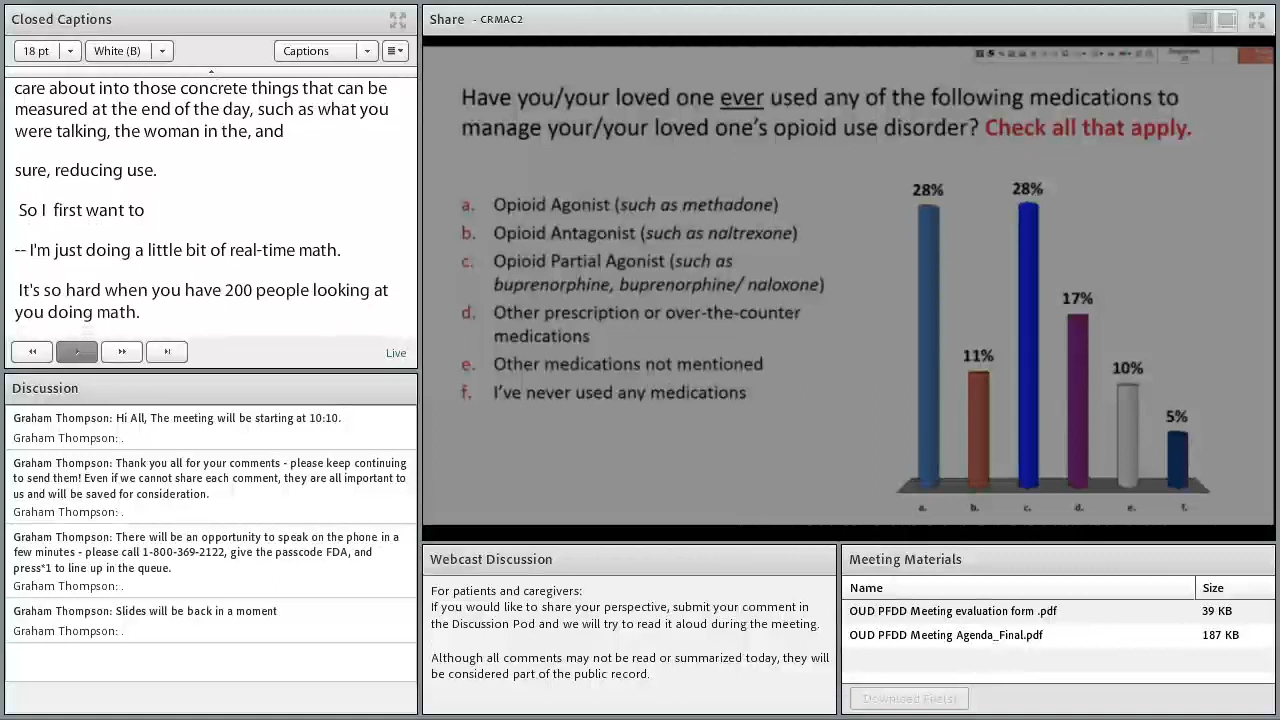 Closed Captions
18 pt
White (B)
Captions
care about into those concrete things that can be
measured at the end of the day, such as what you
were talking, the woman in the, and
sure, reducing use.
So I  first want to
-- I'm just doing a little bit of real-time math.
It's so hard when you have 200 people looking at
you doing math.
Live
Discussion
Graham Thompson: Hi All, The meeting will be starting at 10:10.
Graham Thompson: .
Graham Thompson: Thank you all for your comments - please keep continuing
to send them! Even if we cannot share each comment, they are all important to
us and will be saved for consideration.
Graham Thompson: .
Graham Thompson: There will be an opportunity to speak on the phone in a
few minutes - please call 1-800-369-2122, give the passcode FDA, and
press*1 to line up in the queue.
Graham Thompson: .
Graham Thompson: Slides will be back in a moment
Graham Thompson: .
Share - CRMAC2
Have you/your loved one ever used any of the following medications to
manage your/your loved one's opioid use disorder? Check all that apply.
a. Opioid Agonist (such as methadone)
b. Opioid Antagonist (such as naltrexone)
c. Opioid Partial Agonist (such as
buprenorphine, buprenorphine/ naloxone)
d. Other prescription or over-the-counter
medications
e. Other medications not mentioned
f. I've never used any medications
28%
11%
28%
17%
10%
5%
a. b. c. d. e. f.
Webcast Discussion
For patients and caregivers:
If you would like to share your perspective, submit your comment in
the Discussion Pod and we will try to read it aloud during the meeting.
Although all comments may not be read or summarized today, they will
be considered part of the public record.
Meeting Materials
Name Size
OUD PFDD Meeting evaluation form .pdf 39 KB
OUD PFDD Meeting Agenda_Final.pdf 187 KB
Download File(s)